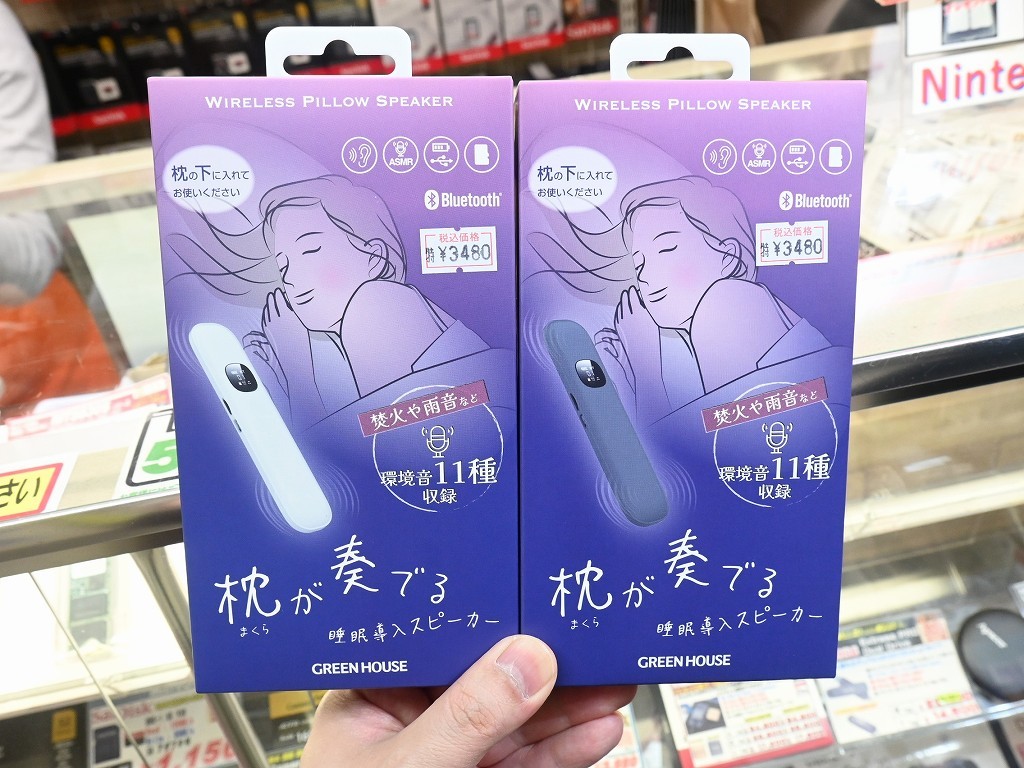 WIRELESS PILLOW SPEAKER
ASMR
枕の下に入れて
お使いください
Bluetooth
税込価格
¥3480
焚火や雨音など
環境音11種
収録
枕が奏でる
まくら
睡眠導入スピーカー
GREEN HOUSE
WIRELESS PILLOW SPEAKER
ASMR
枕の下に入れて
お使いください
Bluetooth
税込価格
¥3480
焚火や雨音など
環境音11種
収録
枕が奏でる
まくら
睡眠導入スピーカー
GREEN HOUSE
Ninte
さい
5
SanDisk